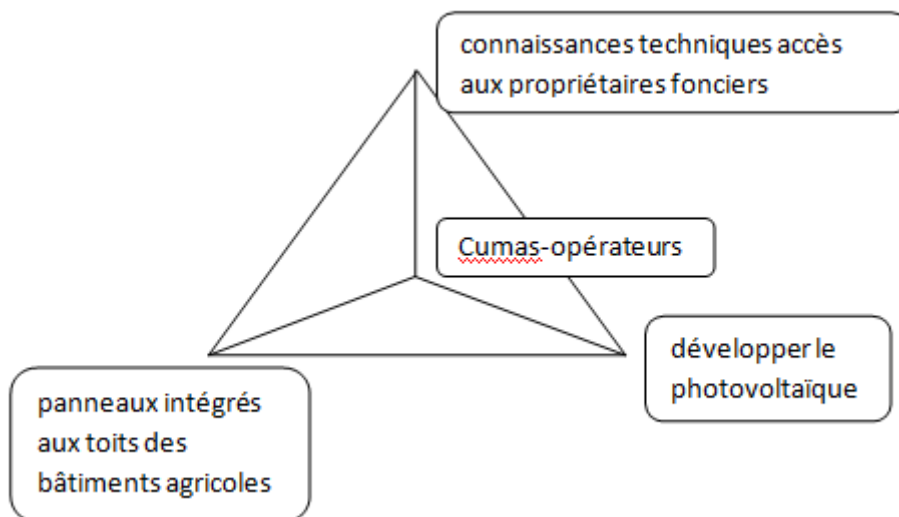 connaissances techniques accès
aux propriétaires fonciers
Cumas-opérateurs
développer le
photovoltaïque
panneaux intégrés
aux toits des
bâtiments agricoles